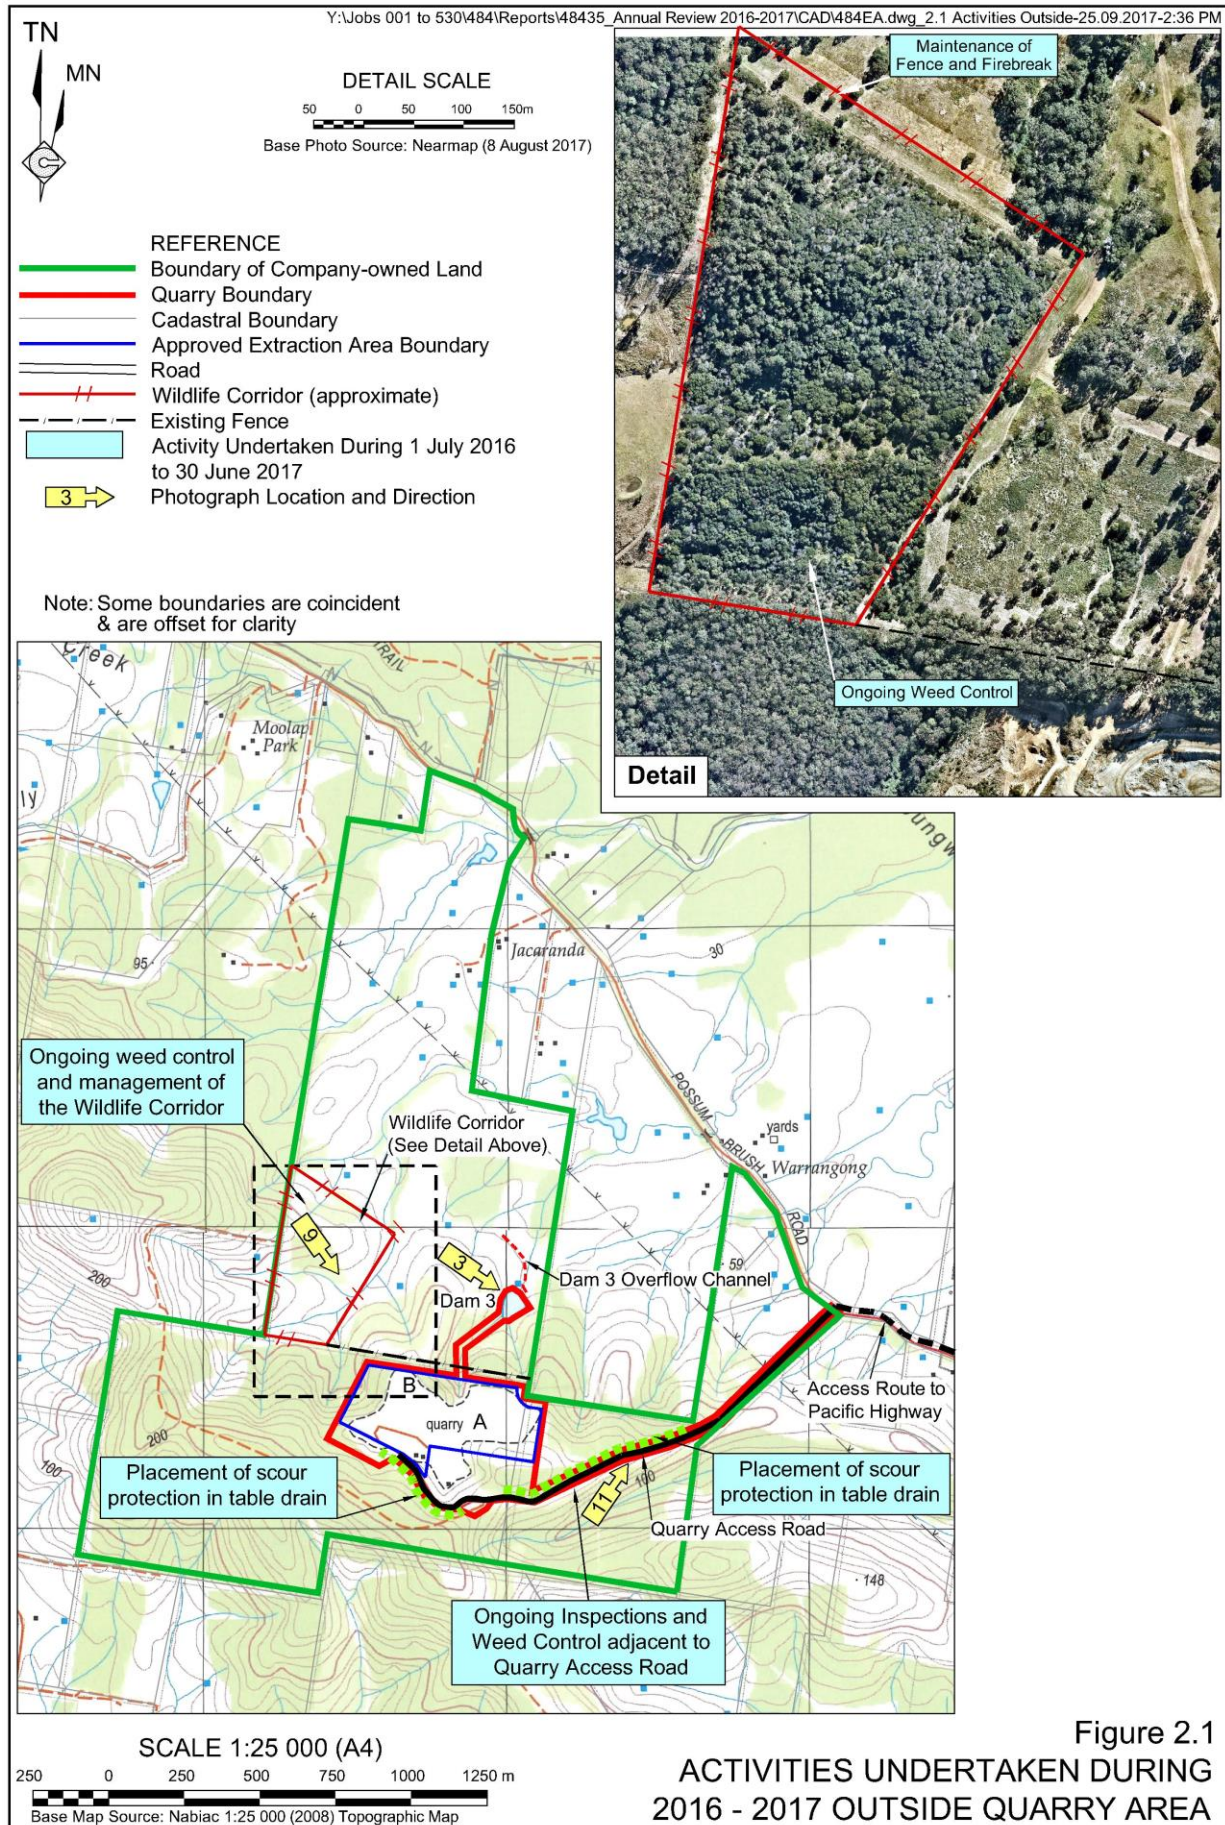 Y:\Jobs 001 to 530\484\Reports\48435_Annual Review 2016-2017\CAD\484EA.dwg_2.1 Activities Outside-25.09.2017-2:36 PM
TN
MN
DETAIL SCALE
50 0 50 100 150m
Base Photo Source: Nearmap (8 August 2017)
REFERENCE
Boundary of Company-owned Land
Quarry Boundary
Cadastral Boundary
Approved Extraction Area Boundary
Road
Wildlife Corridor (approximate)
Existing Fence
Activity Undertaken During 1 July 2016
to 30 June 2017
3
Photograph Location and Direction
Note: Some boundaries are coincident
& are offset for clarity
Maintenance of
Fence and Firebreak
Ongoing Weed Control
Detail
Creek
TRAIL
Moolap
Park
ly
N
N
N
95
Jacaranda
30
POSSUM
BRUSH
ROAD
yards
Warrangong
59
Ongoing weed control
and management of
the Wildlife Corridor
Wildlife Corridor
(See Detail Above)
9
3
Dam 3
Dam 3 Overflow Channel
200
B
quarry
A
200
100
Access Route to
Pacific Highway
Placement of scour
protection in table drain
Placement of scour
protection in table drain
11
100
Quarry Access Road
148
Ongoing Inspections and
Weed Control adjacent to
Quarry Access Road
SCALE 1:25 000 (A4)
250 0 250 500 750 1000 1250 m
Base Map Source: Nabiac 1:25 000 (2008) Topographic Map
Figure 2.1
ACTIVITIES UNDERTAKEN DURING
2016 - 2017 OUTSIDE QUARRY AREA